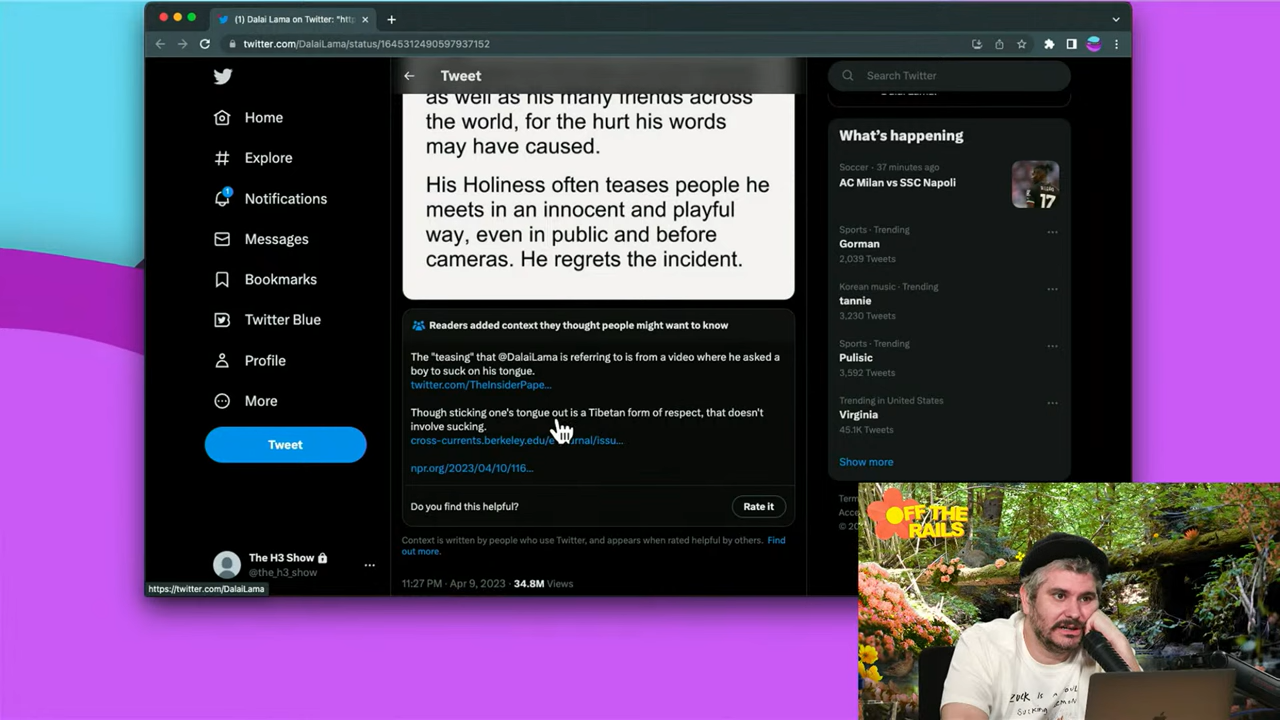 (1) Dalai Lama on Twitter: "http
twitter.com/DalaiLama/status/1645312490597937152
Home
Explore
1
Notifications
Messages
Bookmarks
Twitter Blue
Profile
More
Tweet
The H3 Show
@the_h3_show
https://twitter.com/DalaiLama
Tweet
as well as his many friends across
the world, for the hurt his words
may have caused.
His Holiness often teases people he
meets in an innocent and playful
way, even in public and before
cameras. He regrets the incident.
Readers added context they thought people might want to know
The "teasing" that @DalaiLama is referring to is from a video where he asked a
boy to suck on his tongue.
twitter.com/TheInsiderPape...
Though sticking one's tongue out is a Tibetan form of respect, that doesn't
involve sucking.
cross-currents.berkeley.edu/e-journal/issu...
npr.org/2023/04/10/116...
Do you find this helpful?
Rate it
Context is written by people who use Twitter, and appears when rated helpful by others. Find
out more.
11:27 PM · Apr 9, 2023 · 34.8M Views
Search Twitter
What's happening
Soccer · 37 minutes ago
AC Milan vs SSC Napoli
17
Sports · Trending
Gorman
2,039 Tweets
Korean music · Trending
tannie
3,230 Tweets
Sports · Trending
Pulisic
3,592 Tweets
Trending in United States
Virginia
45.1K Tweets
Show more
OFF THE
RAILS